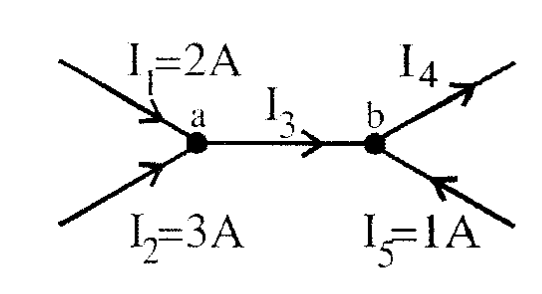 I₁=2A
I₄
I₃
a
b
I₂=3A
I₅=1A